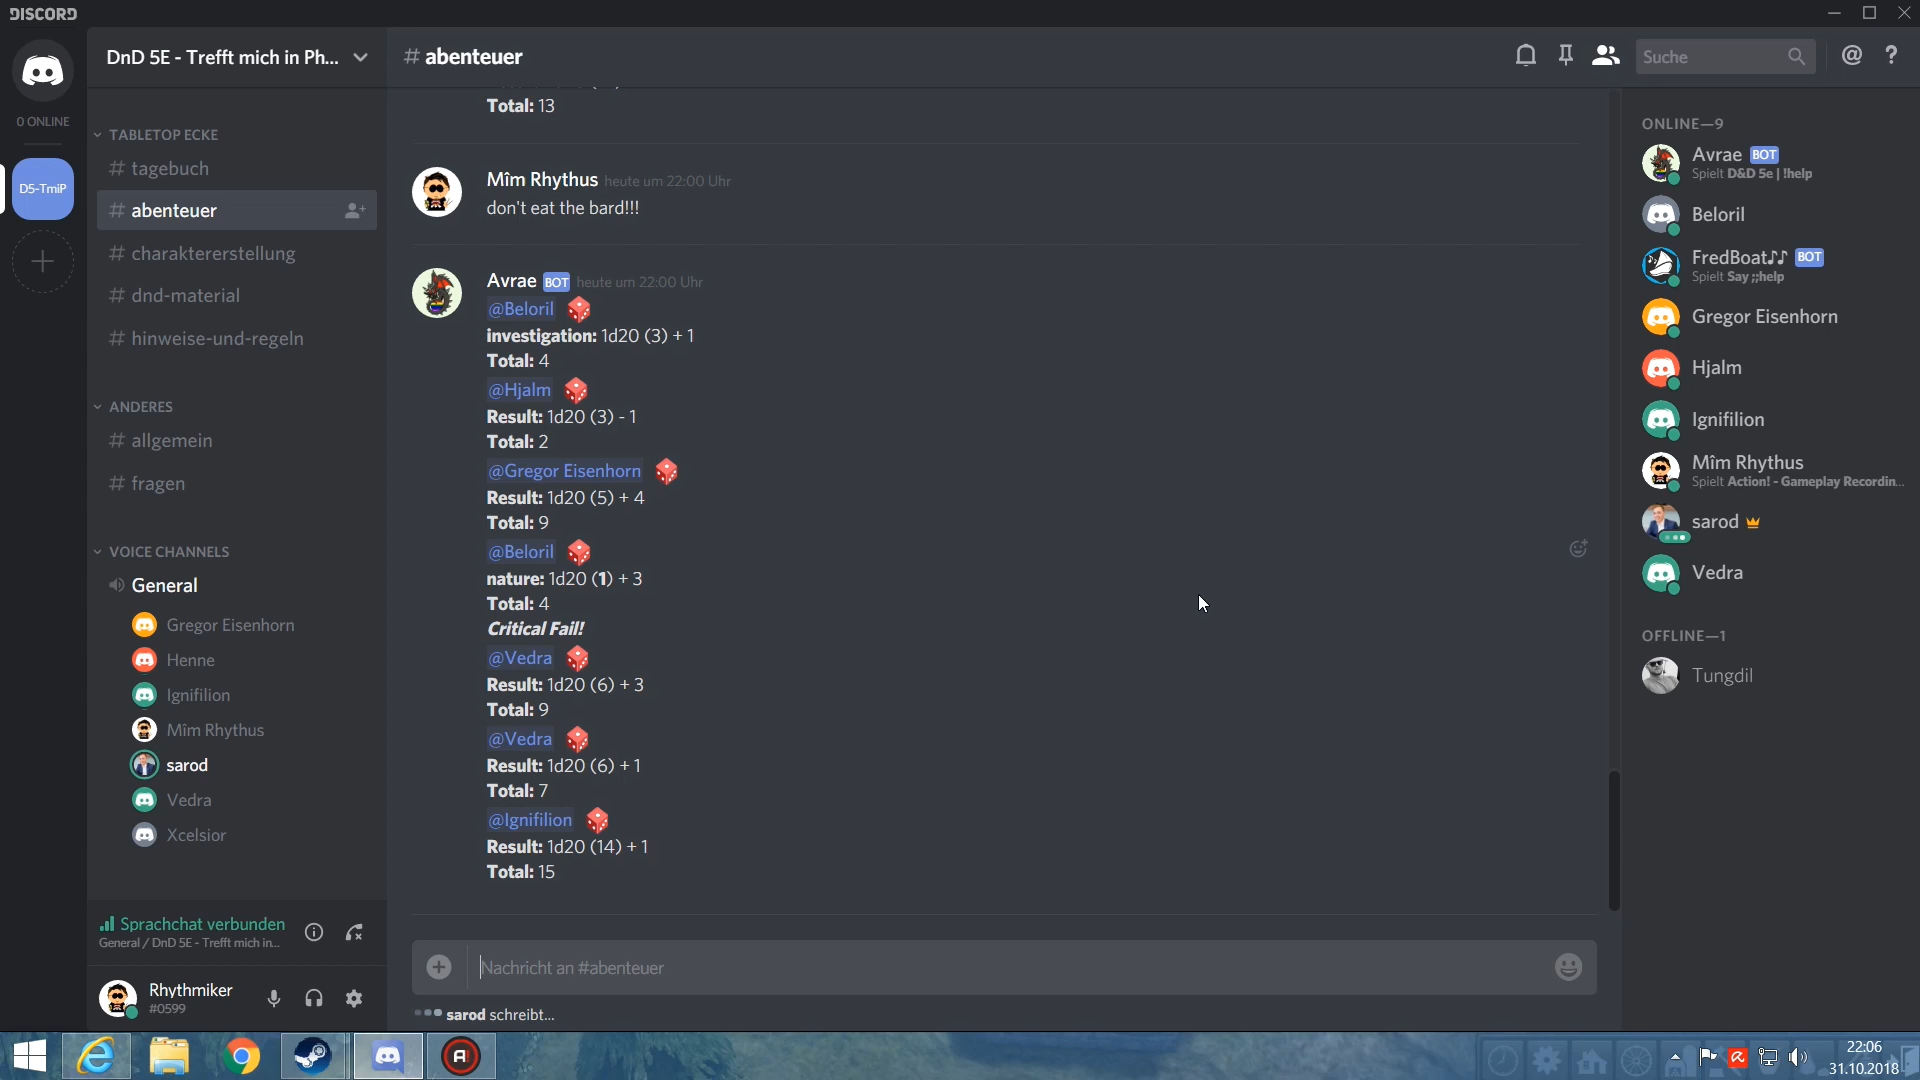 DISCORD
DnD 5E - Trefft mich in Ph...
# abenteuer
Suche
@ ?
0 ONLINE
D5-TmiP
TABLETOP ECKE
# tagebuch
# abenteuer
# charaktererstellung
# dnd-material
# hinweise-und-regeln
ANDERES
# allgemein
# fragen
VOICE CHANNELS
General
Gregor Eisenhorn
Henne
Ignifilion
Mîm Rhythus
sarod
Vedra
Xcelsior
Sprachchat verbunden
General / DnD 5E - Trefft mich in...
Rhythmiker
#0599
Total: 13
Mîm Rhythus heute um 22:00 Uhr
don't eat the bard!!!
Avrae BOT heute um 22:00 Uhr
@Beloril
investigation: 1d20 (3) + 1
Total: 4
@Hjalm
Result: 1d20 (3) - 1
Total: 2
@Gregor Eisenhorn
Result: 1d20 (5) + 4
Total: 9
@Beloril
nature: 1d20 (1) + 3
Total: 4
Critical Fail!
@Vedra
Result: 1d20 (6) + 3
Total: 9
@Vedra
Result: 1d20 (6) + 1
Total: 7
@Ignifilion
Result: 1d20 (14) + 1
Total: 15
Nachricht an #abenteuer
sarod schreibt...
ONLINE—9
Avrae BOT
Spielt D&D 5e | !help
Beloril
FredBoat♪♪ BOT
Spielt Say ;;help
Gregor Eisenhorn
Hjalm
Ignifilion
Mîm Rhythus
Spielt Action! - Gameplay Recordin...
sarod
Vedra
OFFLINE—1
Tungdil
22:06
31.10.2018